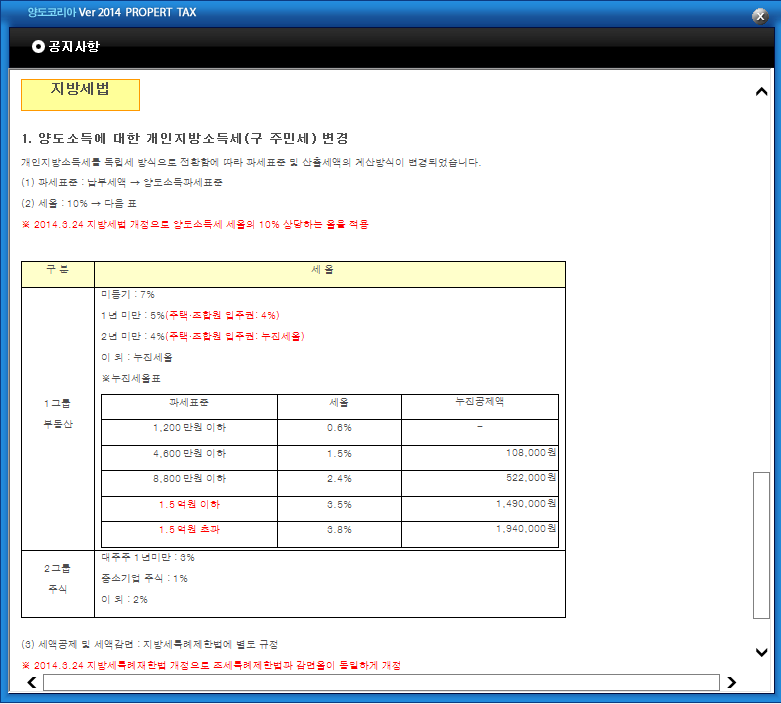 양도코리아 Ver 2014 PROPERT TAX
공지사항
지방세법
1. 양도소득에 대한 개인지방소득세(구 주민세) 변경
개인지방소득세를 독립세 방식으로 전환함에 따라 과세표준 및 산출세액의 계산방식이 변경되었습니다.
(1) 과세표준 : 납부세액 → 양도소득과세표준
(2) 세율 : 10% → 다음 표
※ 2014.3.24 지방세법 개정으로 양도소득세 세율의 10% 상당하는 율을 적용
구 분 세 율
미등기 : 7%
1년 미만 : 5%(주택·조합원 입주권: 4%)
2년 미만 : 4%(주택·조합원 입주권: 누진세율)
이 외 : 누진세율
※누진세율표
1그룹
부동산
과세표준 세율 누진공제액
1,200만원 이하 0.6% -
4,600만원 이하 1.5% 108,000원
8,800만원 이하 2.4% 522,000원
1.5억원 이하 3.5% 1,490,000원
1.5억원 초과 3.8% 1,940,000원
2그룹
주식
대주주 1년미만 : 3%
중소기업 주식 : 1%
이 외 : 2%
(3) 세액공제 및 세액감면 : 지방세특례제한법에 별도 규정
※ 2014.3.24 지방세특례재한법 개정으로 조세특례제한법과 감면율이 동일하게 개정